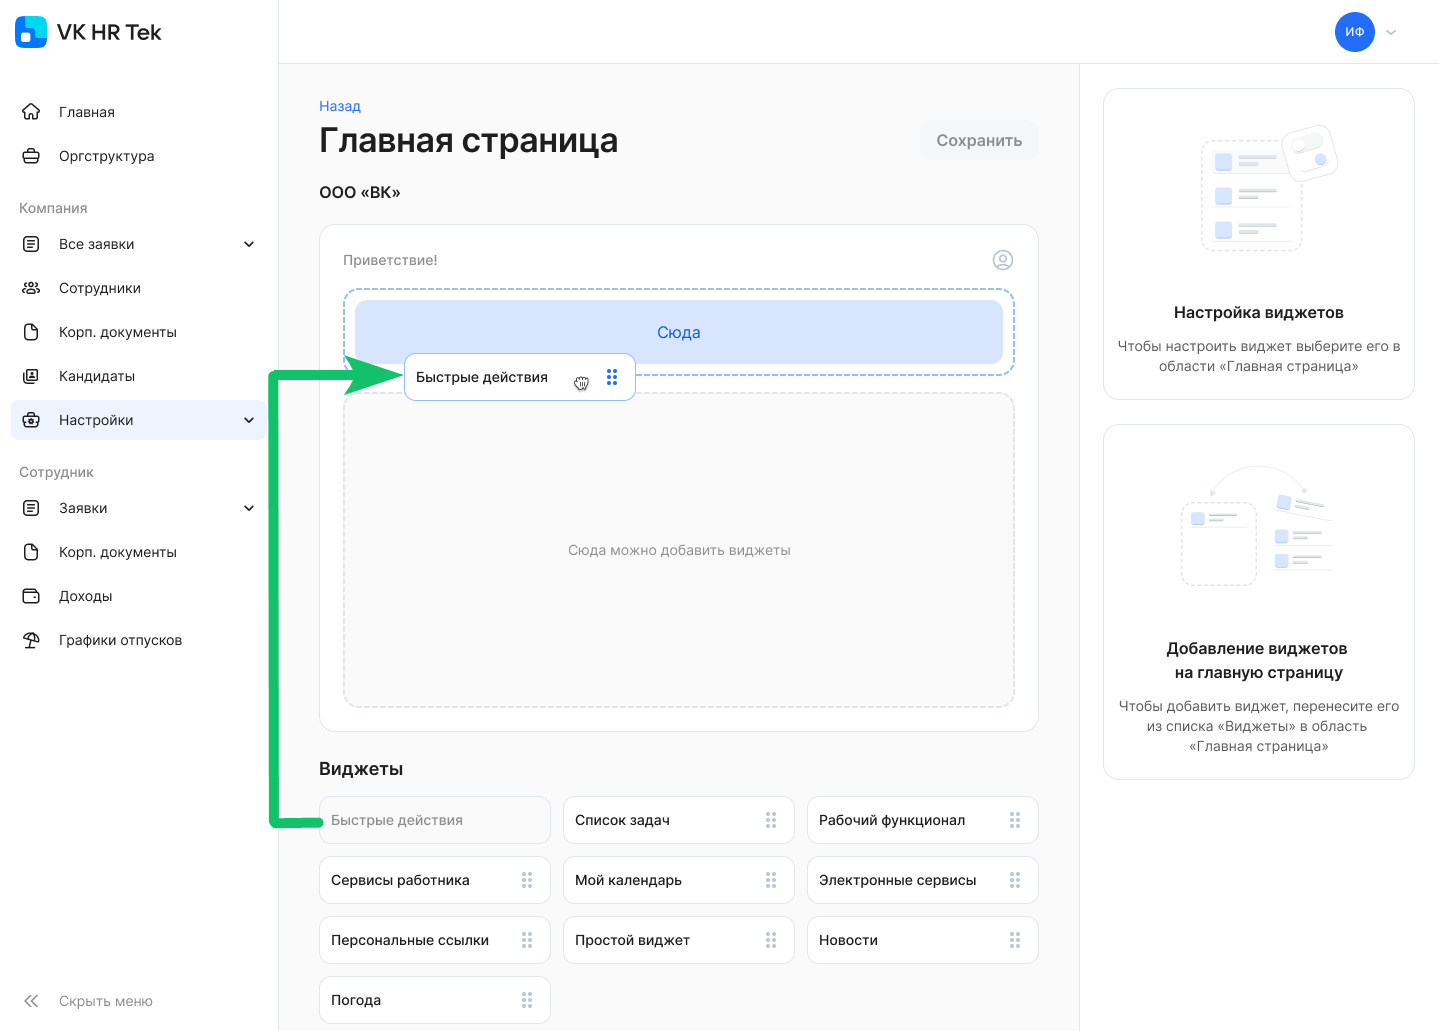 VK HR Tek
ИФ
Главная
Оргструктура
Компания
Все заявки
Сотрудники
Корп. документы
Кандидаты
Настройки
Сотрудник
Заявки
Корп. документы
Доходы
Графики отпусков
Скрыть меню
Назад
Главная страница
Сохранить
ООО «ВК»
Приветствие!
Сюда
Быстрые действия
Сюда можно добавить виджеты
Виджеты
Быстрые действия
Список задач
Рабочий функционал
Сервисы работника
Мой календарь
Электронные сервисы
Персональные ссылки
Простой виджет
Новости
Погода
Настройка виджетов
Чтобы настроить виджет выберите его в
области «Главная страница»
Добавление виджетов
на главную страницу
Чтобы добавить виджет, перенесите его
из списка «Виджеты» в область
«Главная страница»